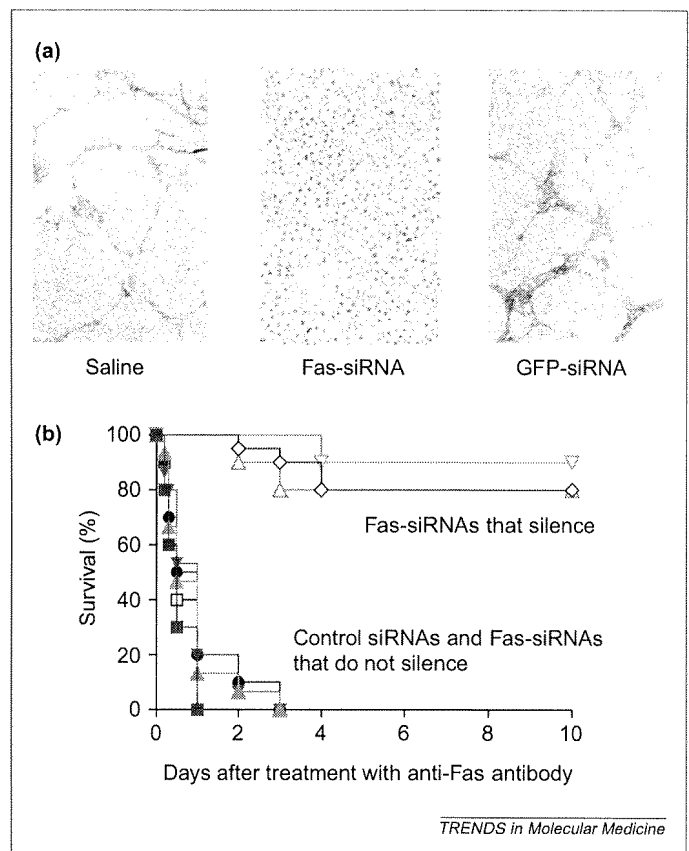 (a)
Saline
Fas-siRNA
GFP-siRNA
(b)
Survival (%)
100
80
60
40
20
0
Fas-siRNAs that silence
Control siRNAs and Fas-siRNAs
that do not silence
0 2 4 6 8 10
Days after treatment with anti-Fas antibody
TRENDS in Molecular Medicine